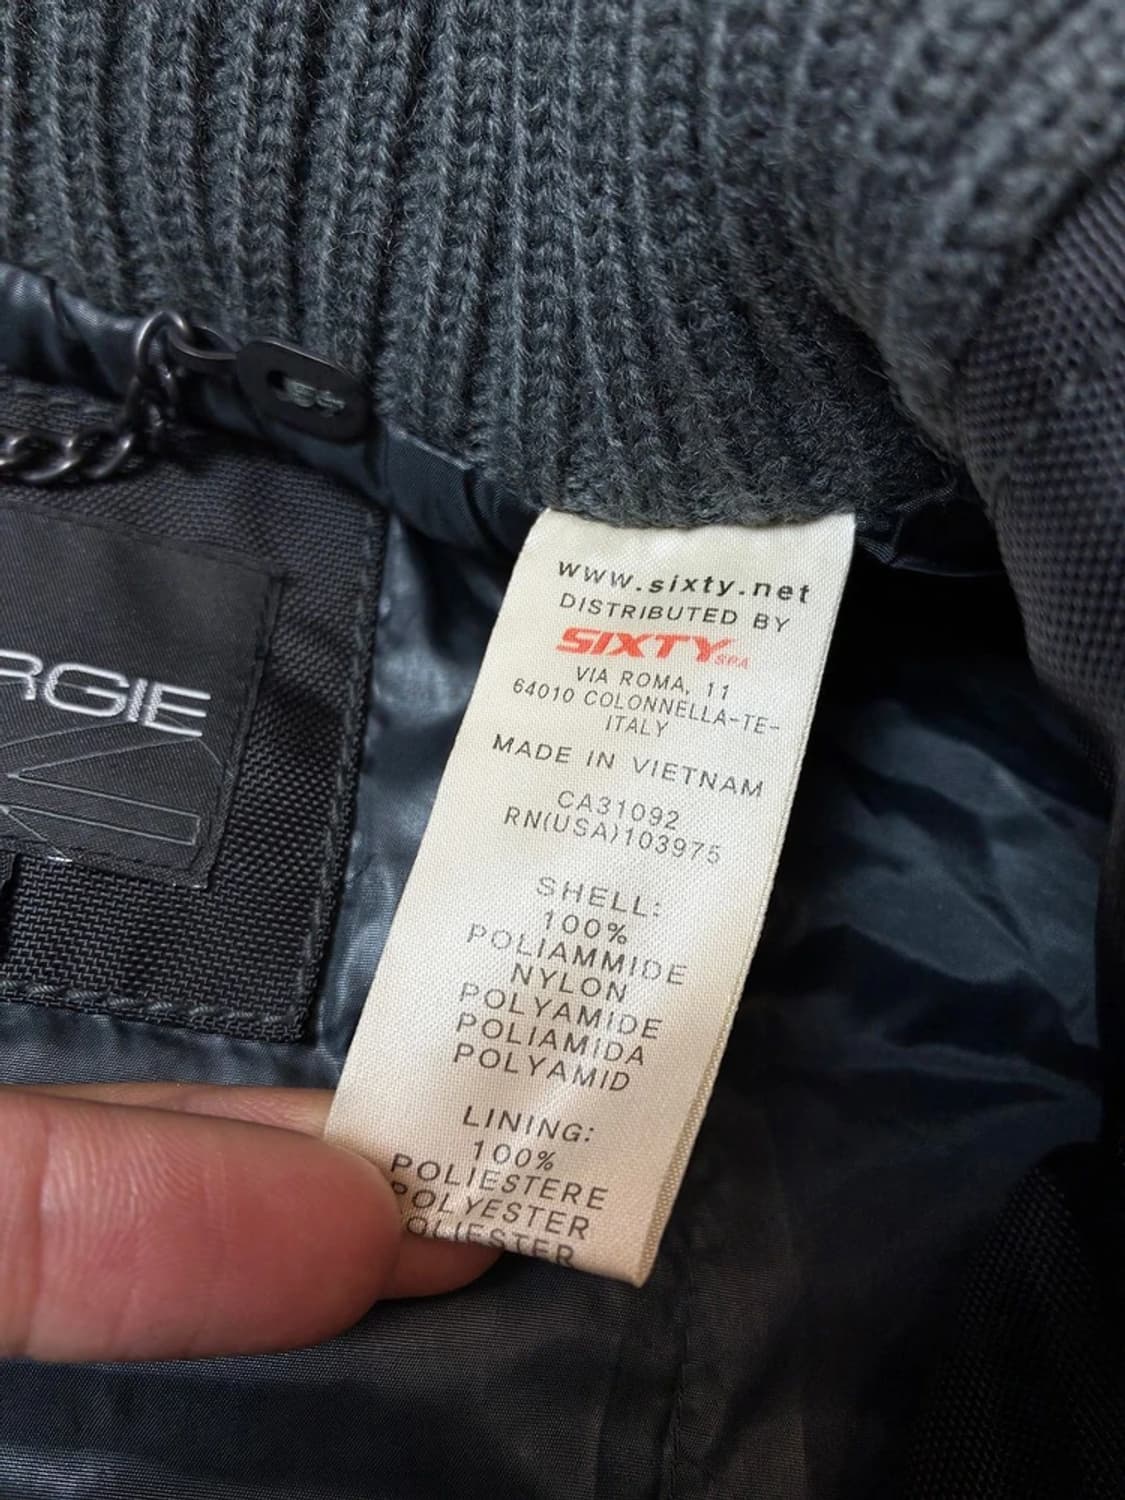 www.sixty.net
DISTRIBUTED BY
SIXTY SPA
VIA ROMA, 11
64010 COLONNELLA-TE-
ITALY
MADE IN VIETNAM
CA31092
RN(USA)103975
SHELL:
100%
POLIAMMIDE
NYLON
POLYAMIDE
POLIAMIDA
POLYAMID
LINING:
100%
POLIESTERE
POLYESTER
OLIESTER
RGIE